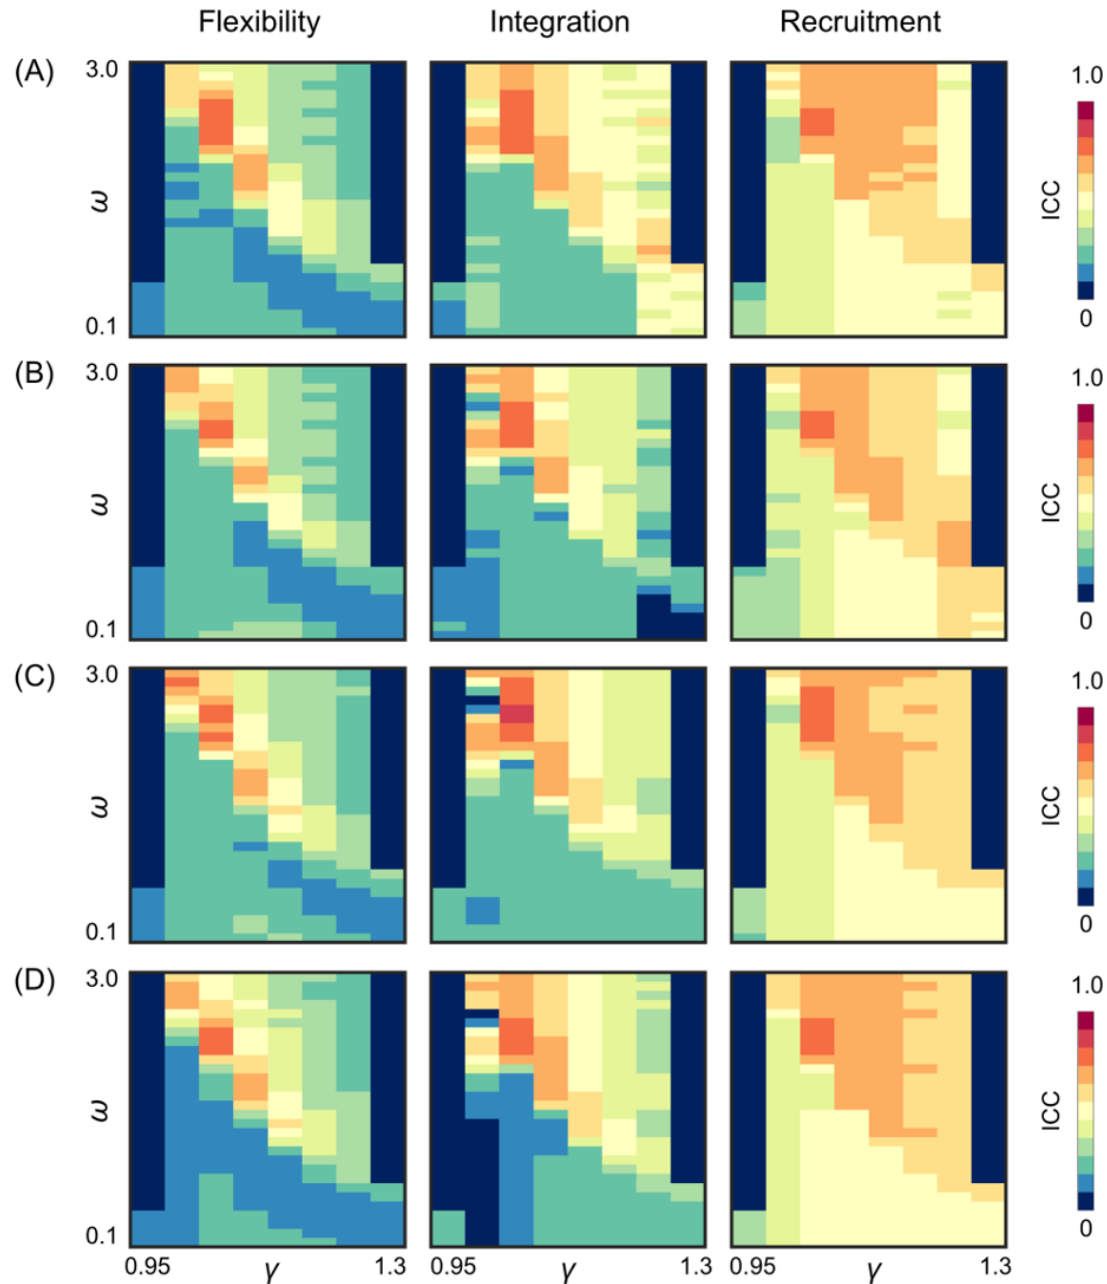 Flexibility Integration Recruitment
(A) 3.0 ω 0.1 1.0 ICC 0
(B) 3.0 ω 0.1 1.0 ICC 0
(C) 3.0 ω 0.1 1.0 ICC 0
(D) 3.0 ω 0.1 1.0 ICC 0
0.95 γ 1.3 0.95 γ 1.3 0.95 γ 1.3